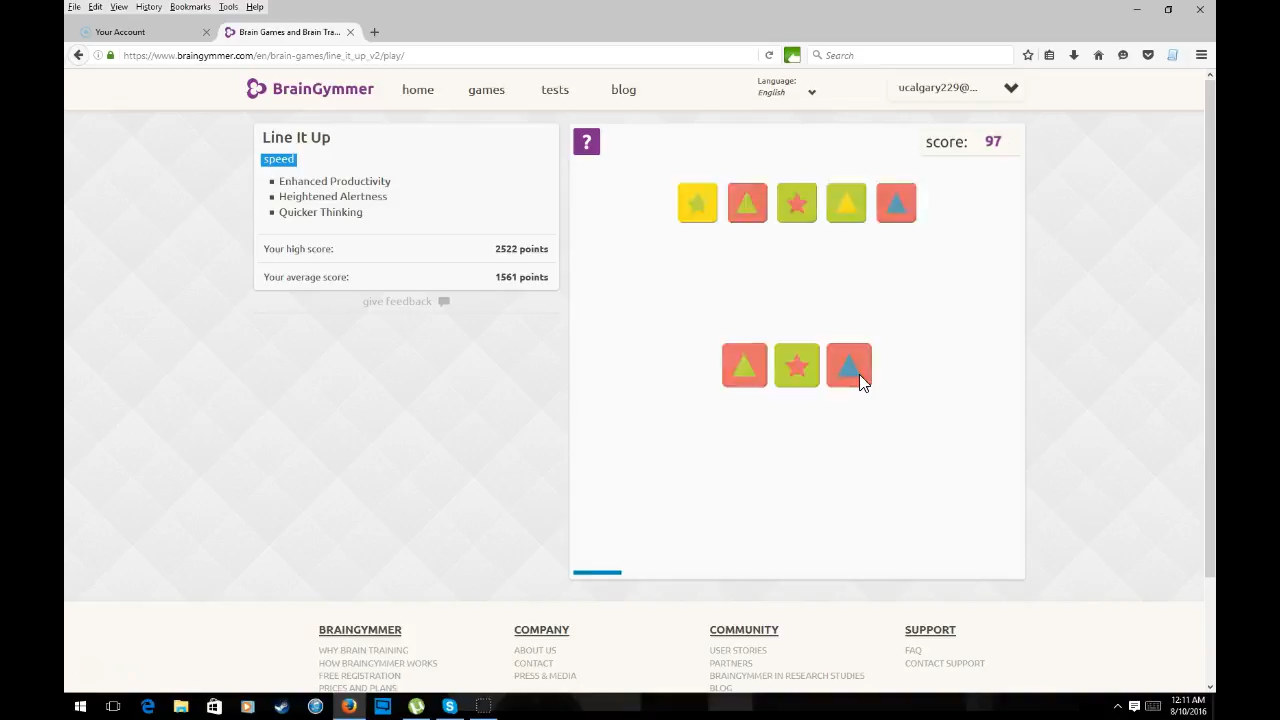 File Edit View History Bookmarks Tools Help
Your Account
Brain Games and Brain Tra...
https://www.braingymmer.com/en/brain-games/line_it_up_v2/play/
Search
BrainGymmer
home games tests blog
Language:
English
ucalgary229@...
Line It Up
speed
Enhanced Productivity
Heightened Alertness
Quicker Thinking
Your high score: 2522 points
Your average score: 1561 points
give feedback
?
score: 97
BRAINGYMMER
WHY BRAIN TRAINING
HOW BRAINGYMMER WORKS
FREE REGISTRATION
PRICES AND PLANS
COMPANY
ABOUT US
CONTACT
PRESS & MEDIA
COMMUNITY
USER STORIES
PARTNERS
BRAINGYMMER IN RESEARCH STUDIES
BLOG
SUPPORT
FAQ
CONTACT SUPPORT
12:11 AM
8/10/2016